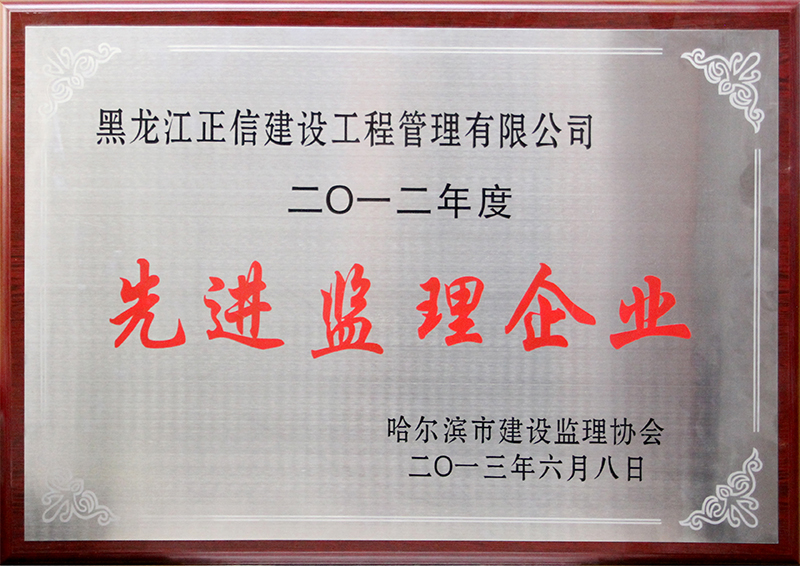 黑龙江正信建设工程管理有限公司
二〇一二年度
先进监理企业
哈尔滨市建设监理协会
二〇一三年六月八日